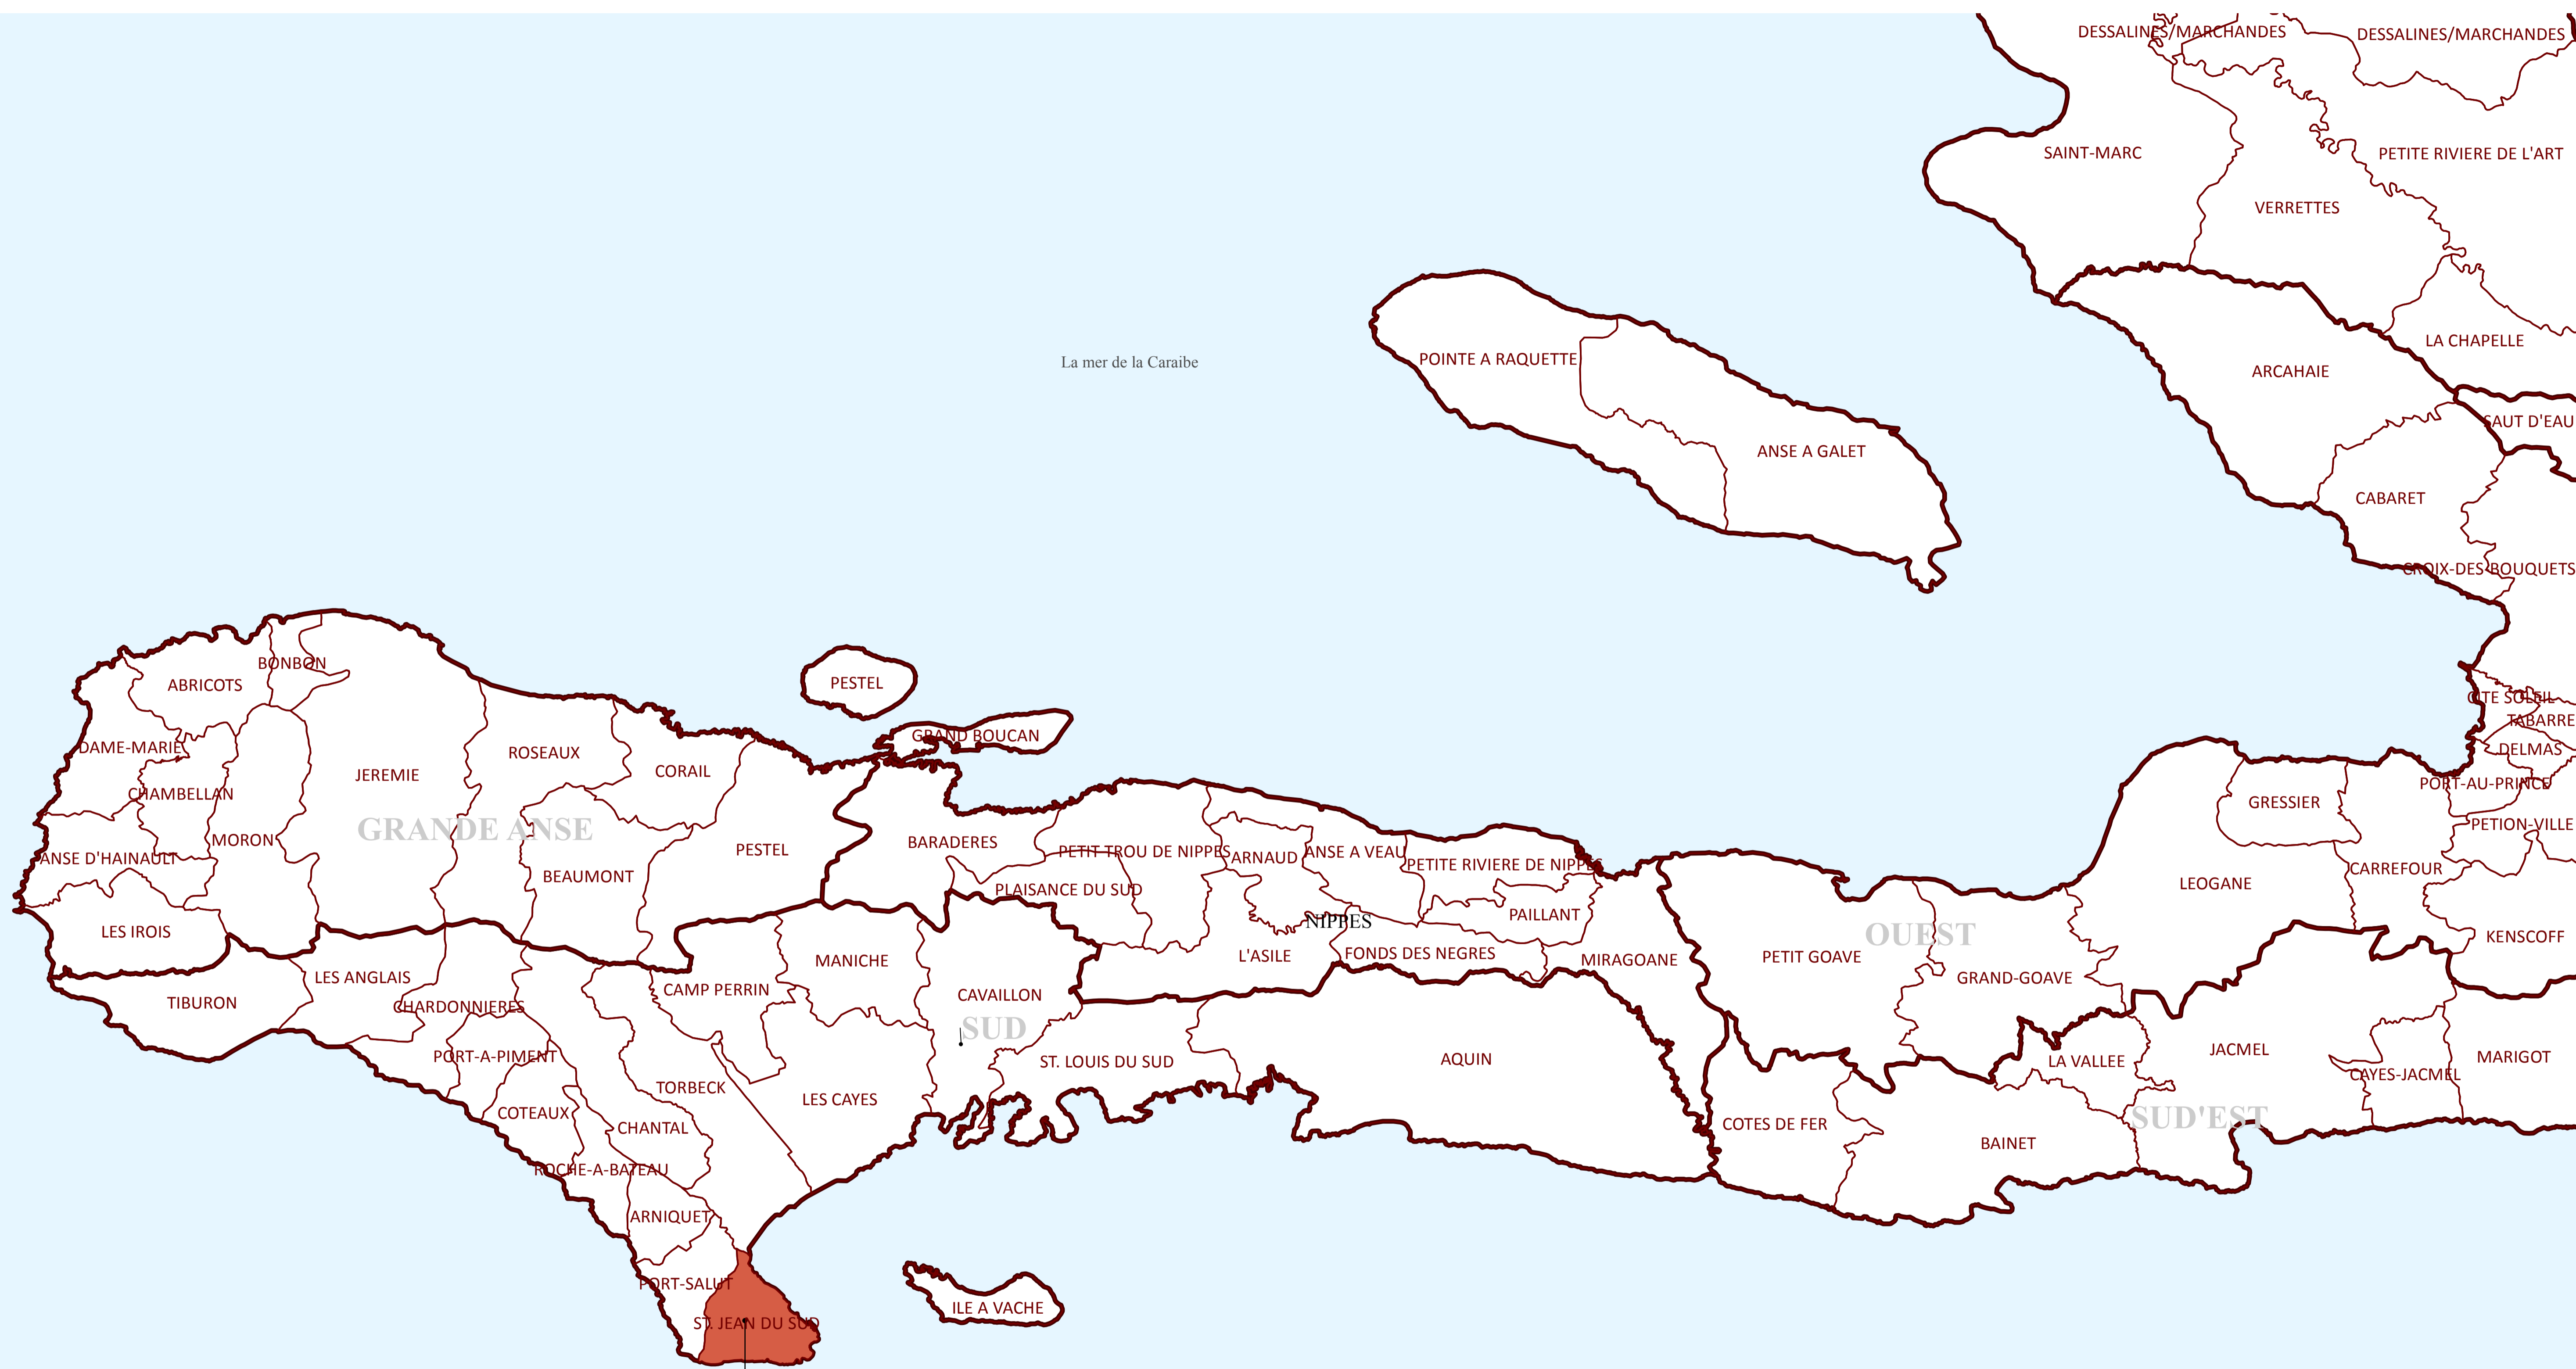 DESSALINES/MARCHANDES
DESSALINES/MARCHANDES
SAINT-MARC
PETITE RIVIERE DE L'ART
VERRETTES
LA CHAPELLE
POINTE A RAQUETTE
La mer de la Caraibe
ARCAHAIE
SAUT D'EAU
ANSE A GALET
CABARET
CROIX-DES-BOUQUETS
BONBON
ABRICOTS
PESTEL
CITE SOLEIL
TABARRE
GRAND BOUCAN
DAME-MARIE
DELMAS
ROSEAUX
CORAIL
JEREMIE
PORT-AU-PRINCE
CHAMBELLAN
GRESSIER
PETION-VILLE
GRANDE ANSE
MORON
BARADERES
PESTEL
PETIT TROU DE NIPPES
ARNAUD
ANSE A VEAU
ANSE D'HAINAULT
PETITE RIVIERE DE NIPPES
CARREFOUR
BEAUMONT
LEOGANE
PLAISANCE DU SUD
PAILLANT
NIPPES
LES IROIS
OUEST
KENSCOFF
L'ASILE
FONDS DES NEGRES
PETIT GOAVE
MANICHE
MIRAGOANE
LES ANGLAIS
GRAND-GOAVE
CAMP PERRIN
CAVAILLON
TIBURON
CHARDONNIERES
SUD
JACMEL
PORT-A-PIMENT
MARIGOT
AQUIN
ST. LOUIS DU SUD
LA VALLEE
CAYES-JACMEL
TORBECK
LES CAYES
COTEAUX
SUD'EST
COTES DE FER
CHANTAL
BAINET
ROCHE-A-BATEAU
ARNIQUET
PORT-SALUT
ILE A VACHE
ST. JEAN DU SUD